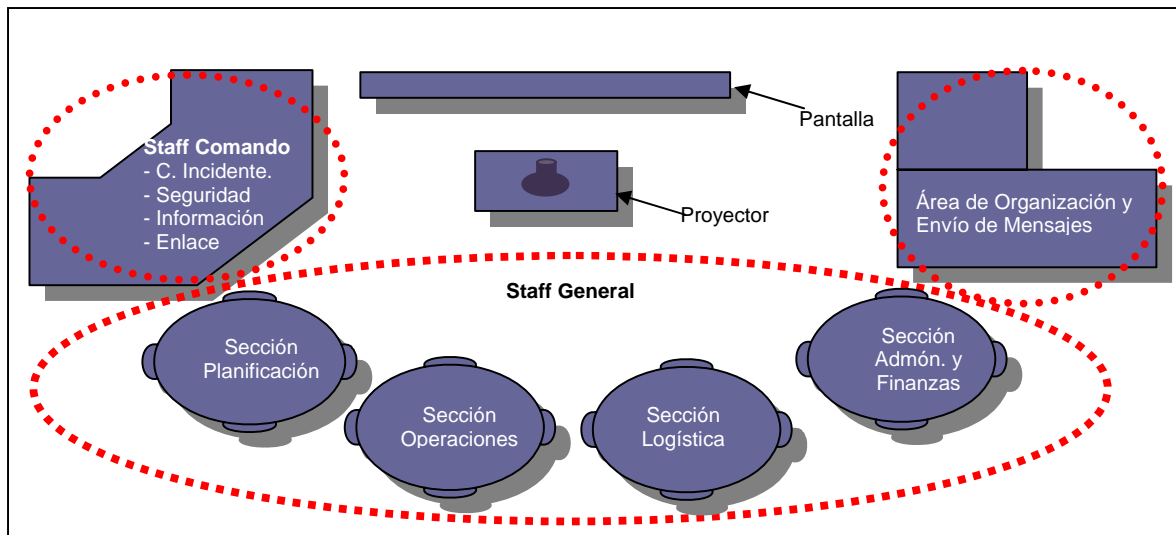 Staff Comando
- C. Incidente.
- Seguridad
- Información
- Enlace
Pantalla
Proyector
Área de Organización y
Envío de Mensajes
Staff General
Sección
Planificación
Sección
Operaciones
Sección
Logística
Sección
Admón. y
Finanzas